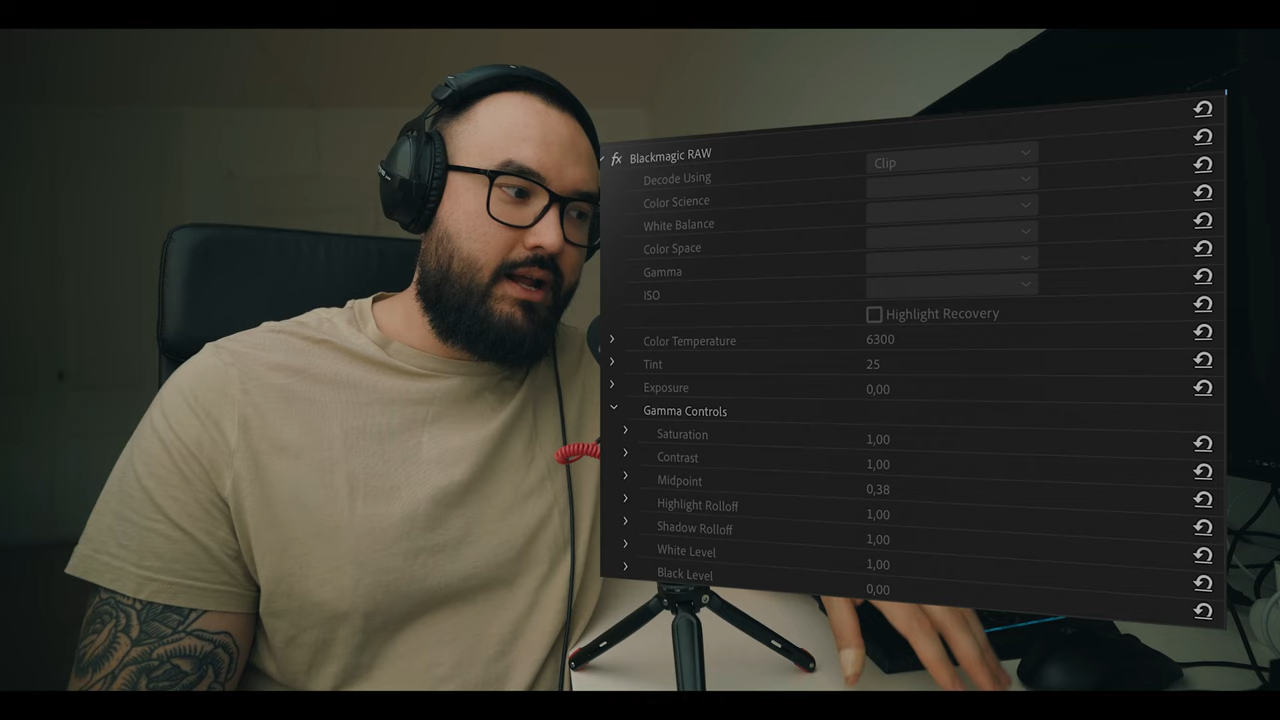 fx Blackmagic RAW
Decode Using Clip
Color Science
White Balance
Color Space
Gamma
ISO
Highlight Recovery
Color Temperature 6300
Tint 25
Exposure 0,00
Gamma Controls
Saturation 1,00
Contrast 1,00
Midpoint 0,38
Highlight Rolloff 1,00
Shadow Rolloff 1,00
White Level 1,00
Black Level 0,00